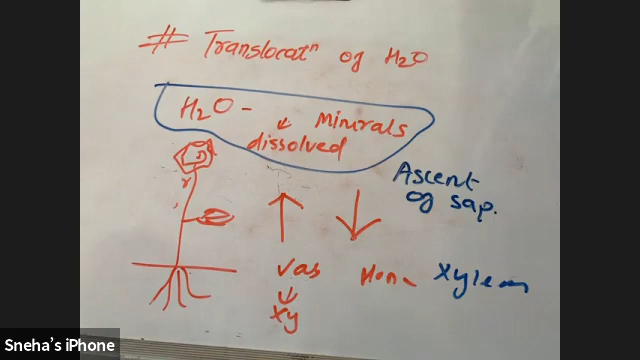 # Translocatⁿ of H2O
H2O -
↙ Minerals
dissolved
Ascent
of sap.
↑ ↓
Vas Non - Xylem
↓
Xy
Sneha's iPhone